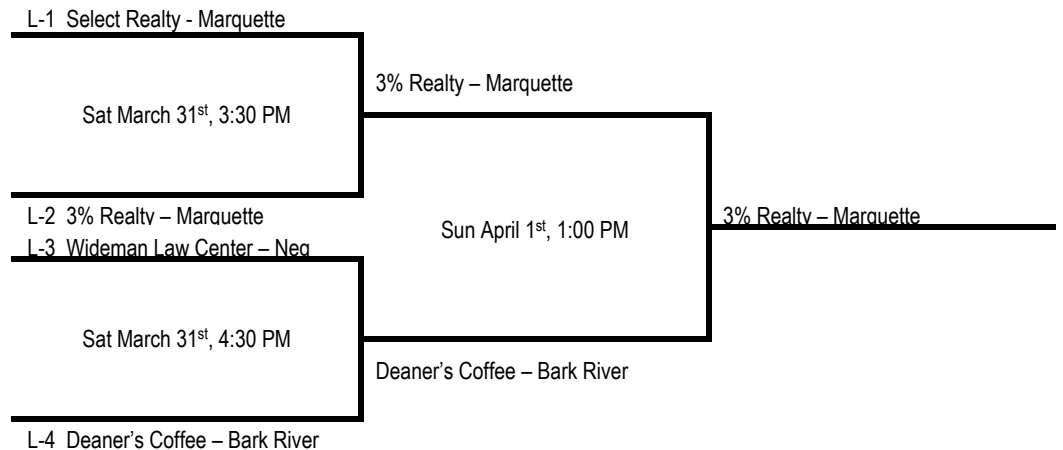 L-1 Select Realty - Marquette
3% Realty – Marquette
Sat March 31st, 3:30 PM
L-2 3% Realty – Marquette
Sun April 1st, 1:00 PM
3% Realty – Marquette
L-3 Wideman Law Center – Neg
Sat March 31st, 4:30 PM
Deaner’s Coffee – Bark River
L-4 Deaner’s Coffee – Bark River